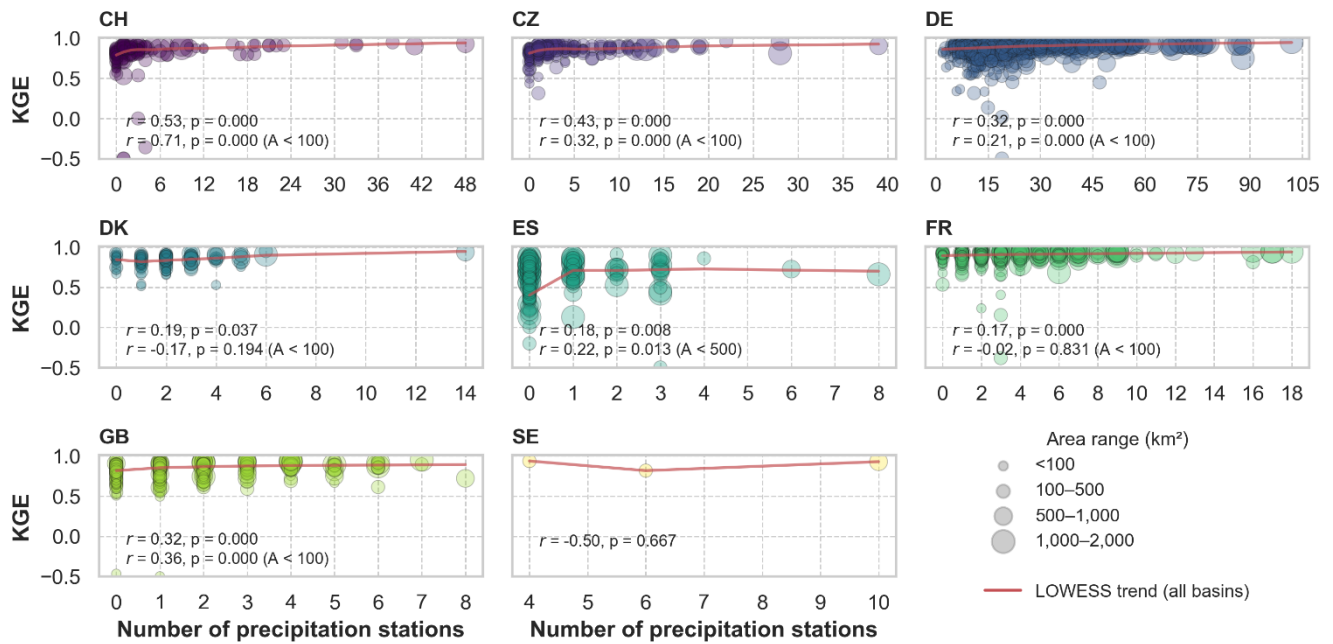 CH
CZ
DE
KGE
1.0
0.5
0.0
−0.5
r = 0.53, p = 0.000
r = 0.71, p = 0.000 (A < 100)
0 6 12 18 24 30 36 42 48
r = 0.43, p = 0.000
r = 0.32, p = 0.000 (A < 100)
0 5 10 15 20 25 30 35 40
r = 0.32, p = 0.000
r = 0.21, p = 0.000 (A < 100)
0 15 30 45 60 75 90 105
DK
ES
FR
KGE
1.0
0.5
0.0
−0.5
r = 0.19, p = 0.037
r = -0.17, p = 0.194 (A < 100)
0 2 4 6 8 10 12 14
r = 0.18, p = 0.008
r = 0.22, p = 0.013 (A < 500)
0 1 2 3 4 5 6 7 8
r = 0.17, p = 0.000
r = -0.02, p = 0.831 (A < 100)
0 2 4 6 8 10 12 14 16 18
GB
SE
KGE
1.0
0.5
0.0
−0.5
r = 0.32, p = 0.000
r = 0.36, p = 0.000 (A < 100)
0 1 2 3 4 5 6 7 8
Number of precipitation stations
r = -0.50, p = 0.667
4 5 6 7 8 9 10
Number of precipitation stations
Area range (km²)
<100
100–500
500–1,000
1,000–2,000
LOWESS trend (all basins)